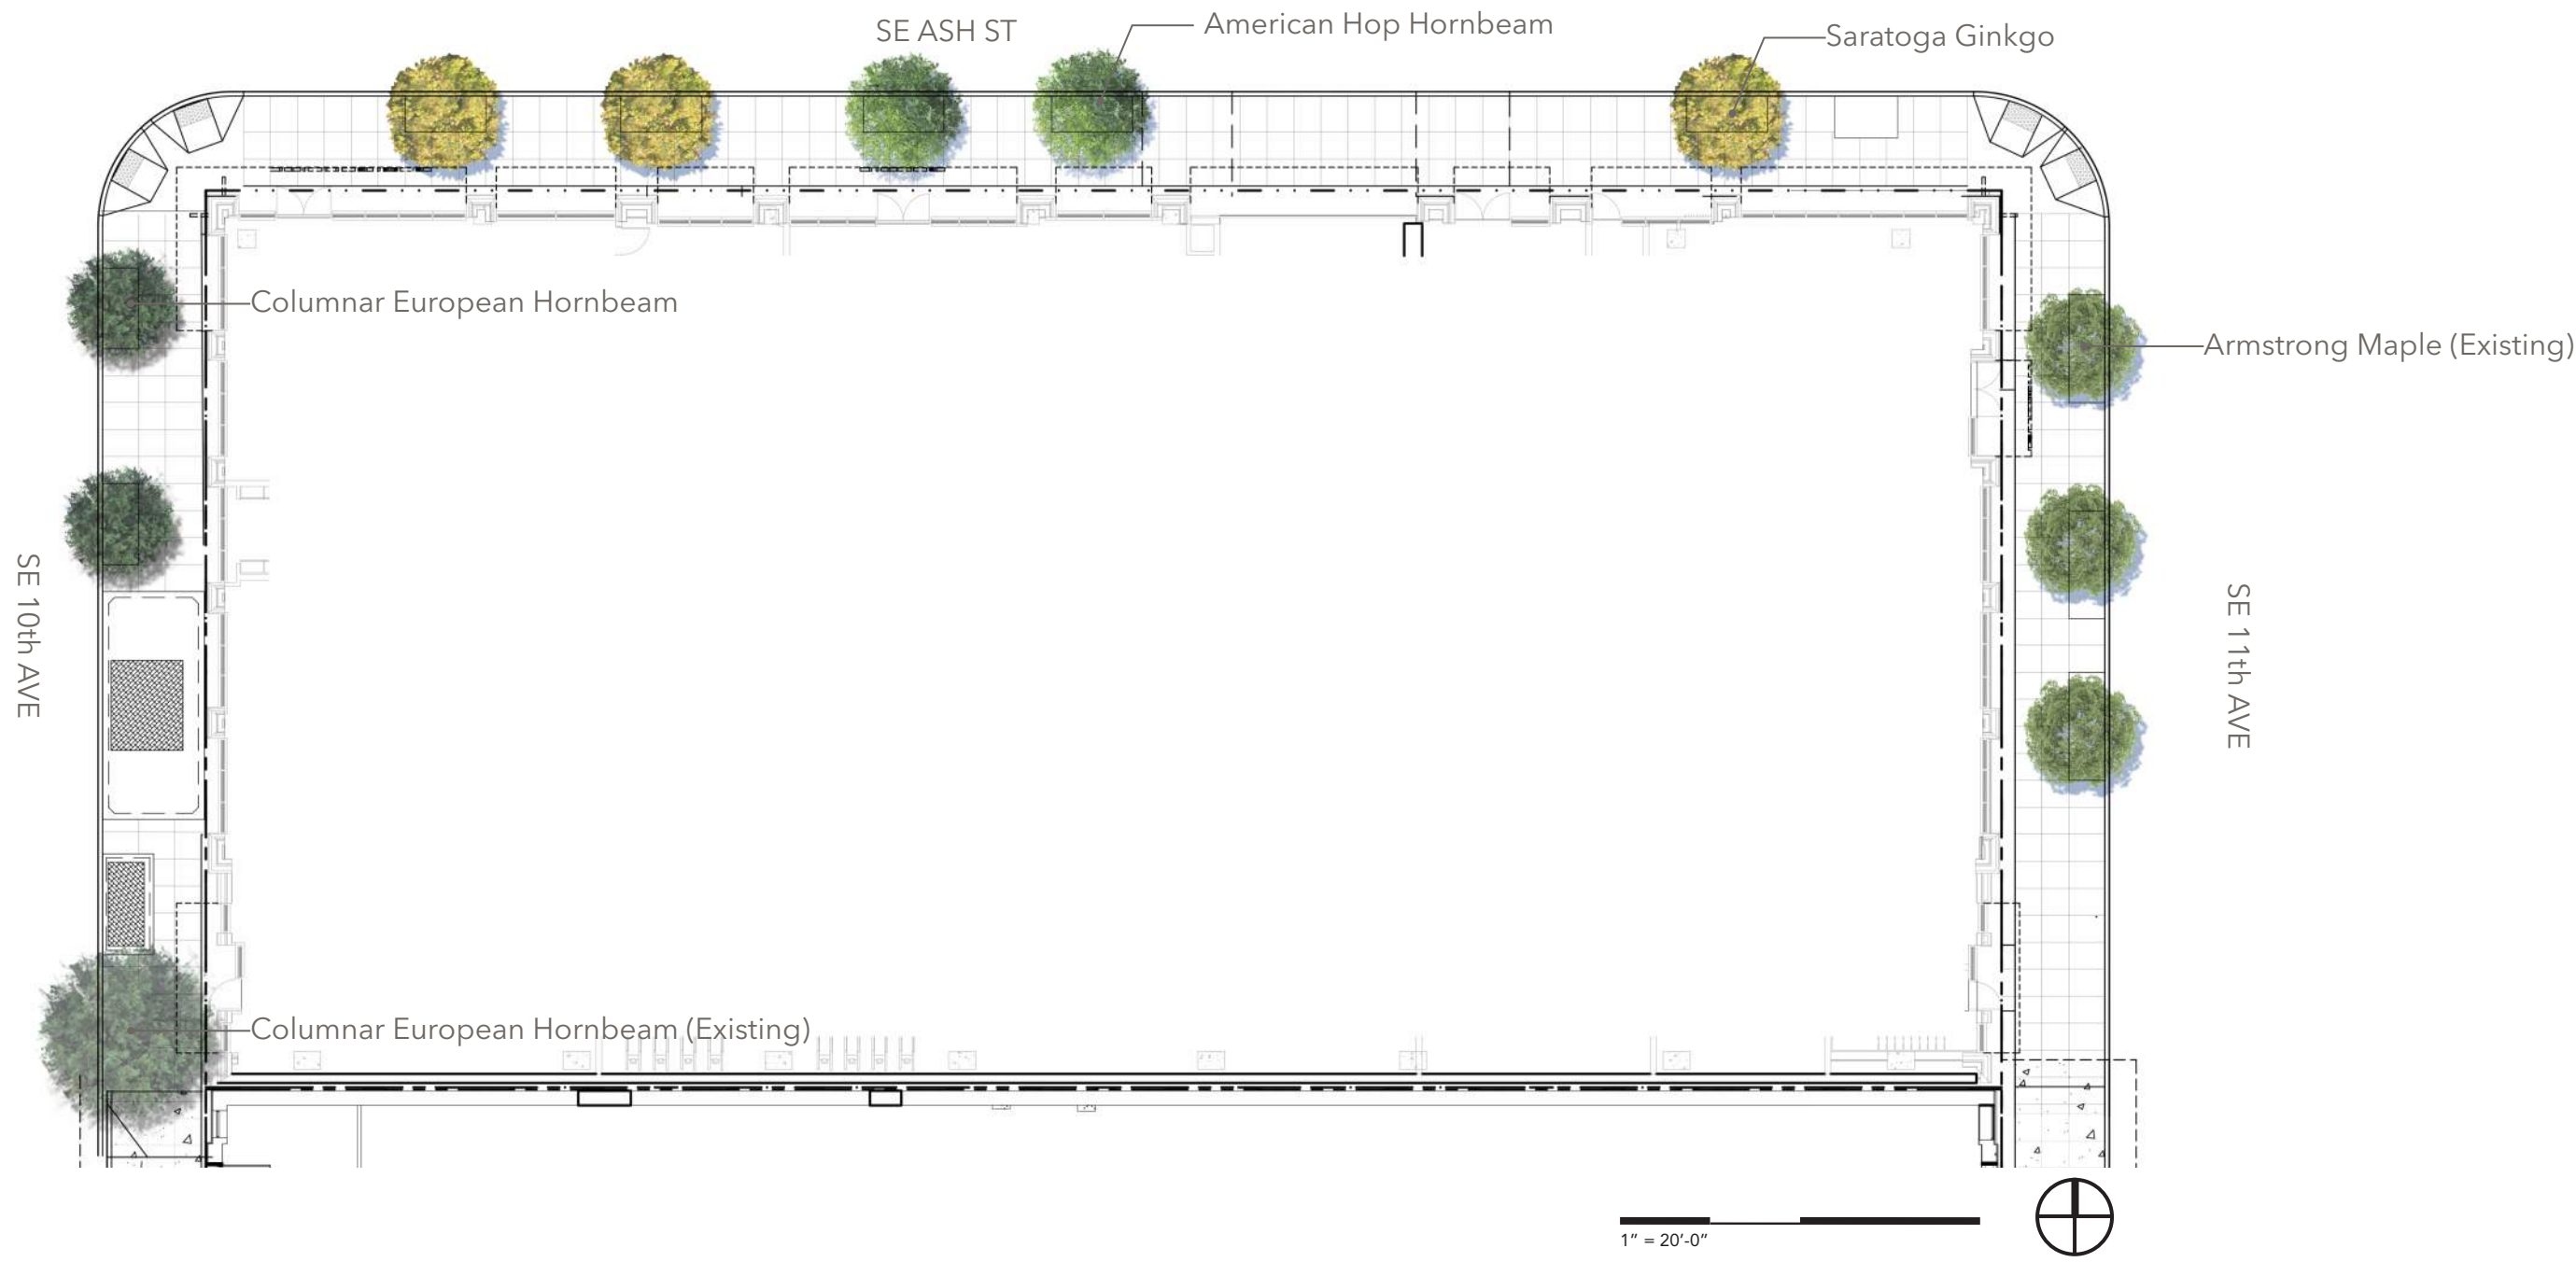 SE ASH ST
American Hop Hornbeam
Saratoga Ginkgo
Columnar European Hornbeam
Armstrong Maple (Existing)
SE 10th AVE
SE 11th AVE
Columnar European Hornbeam (Existing)
1” = 20’-0”